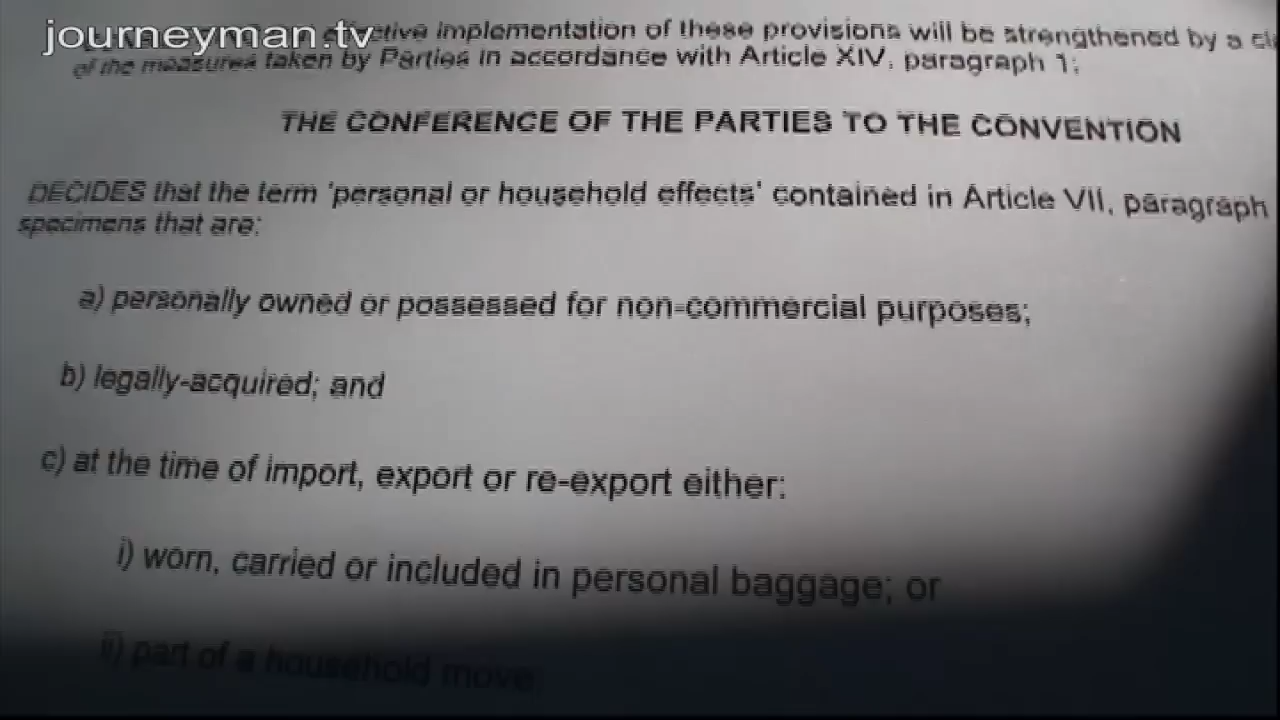 journeyman.tv
effective implementation of these provisions will be strengthened by a
of the measures taken by Parties in accordance with Article XIV, paragraph 1;
THE CONFERENCE OF THE PARTIES TO THE CONVENTION
DECIDES that the term 'personal or household effects' contained in Article VII, paragraph
specimens that are:
a) personally owned or possessed for non-commercial purposes;
b) legally-acquired; and
c) at the time of import, export or re-export either:
i) worn, carried or included in personal baggage; or
ii) part of a household move;